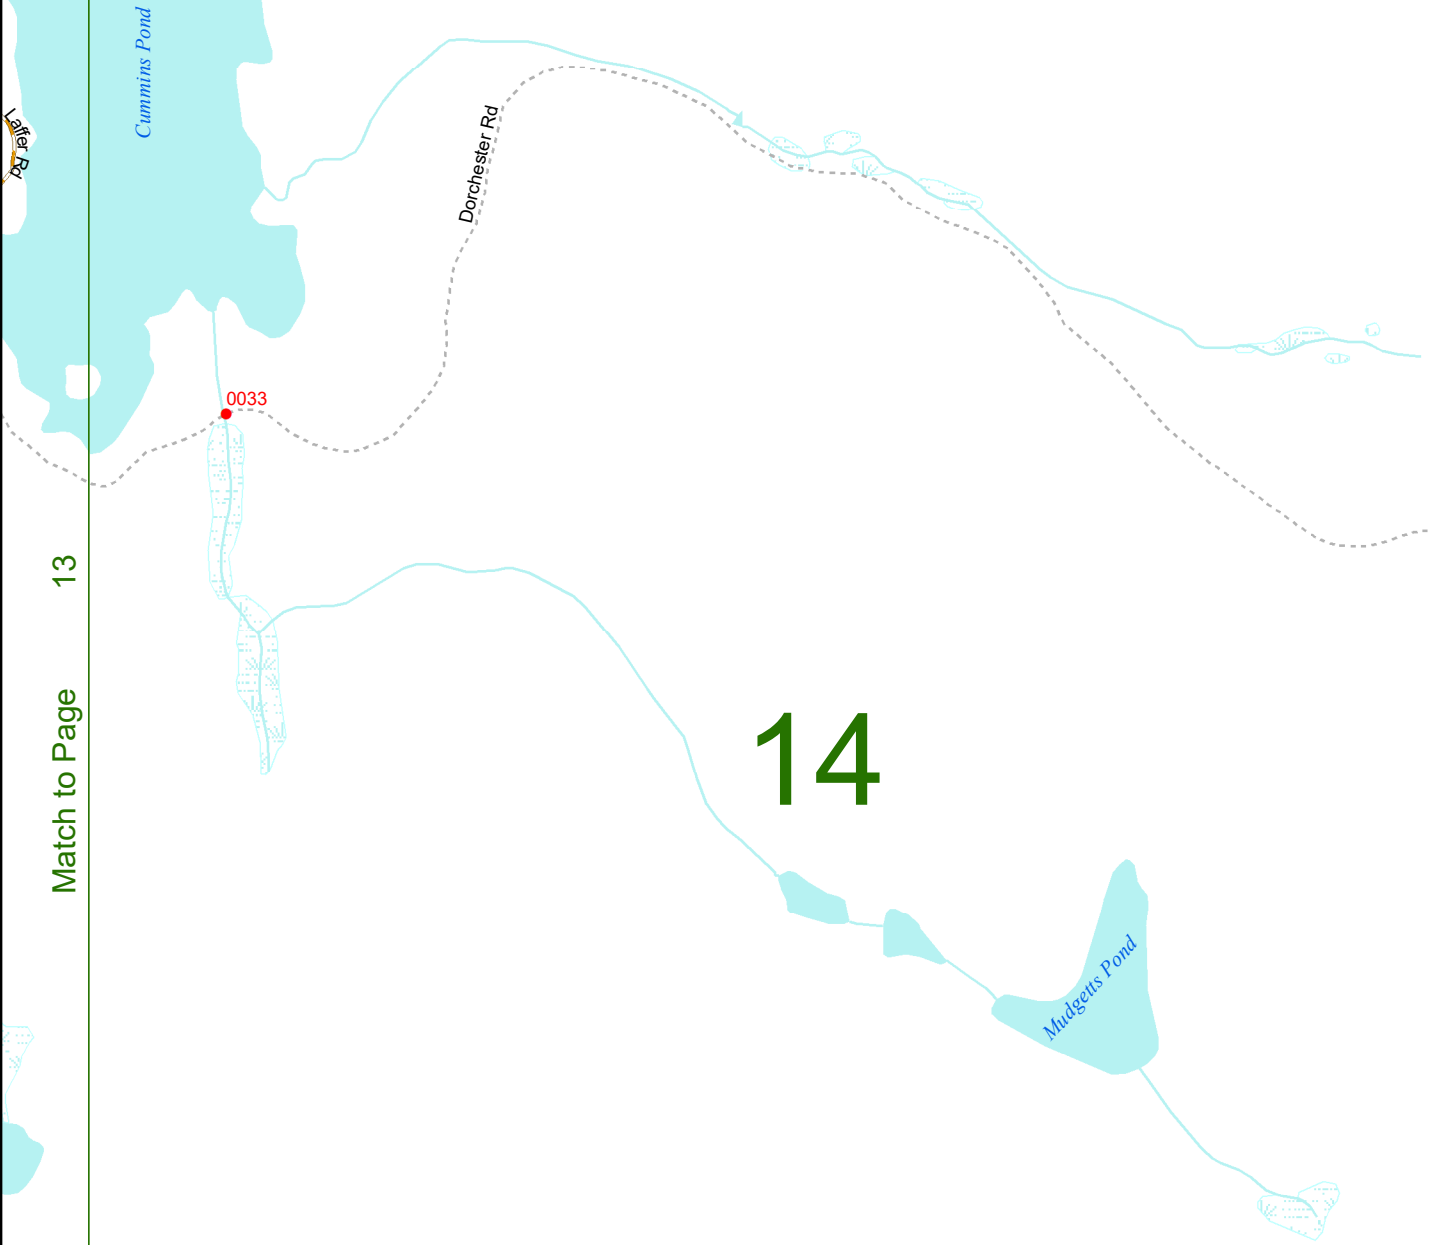 Cummins Pond
Laffer Rd
Dorchester Rd
0033
Match to Page 13
14
Mudgetts Pond